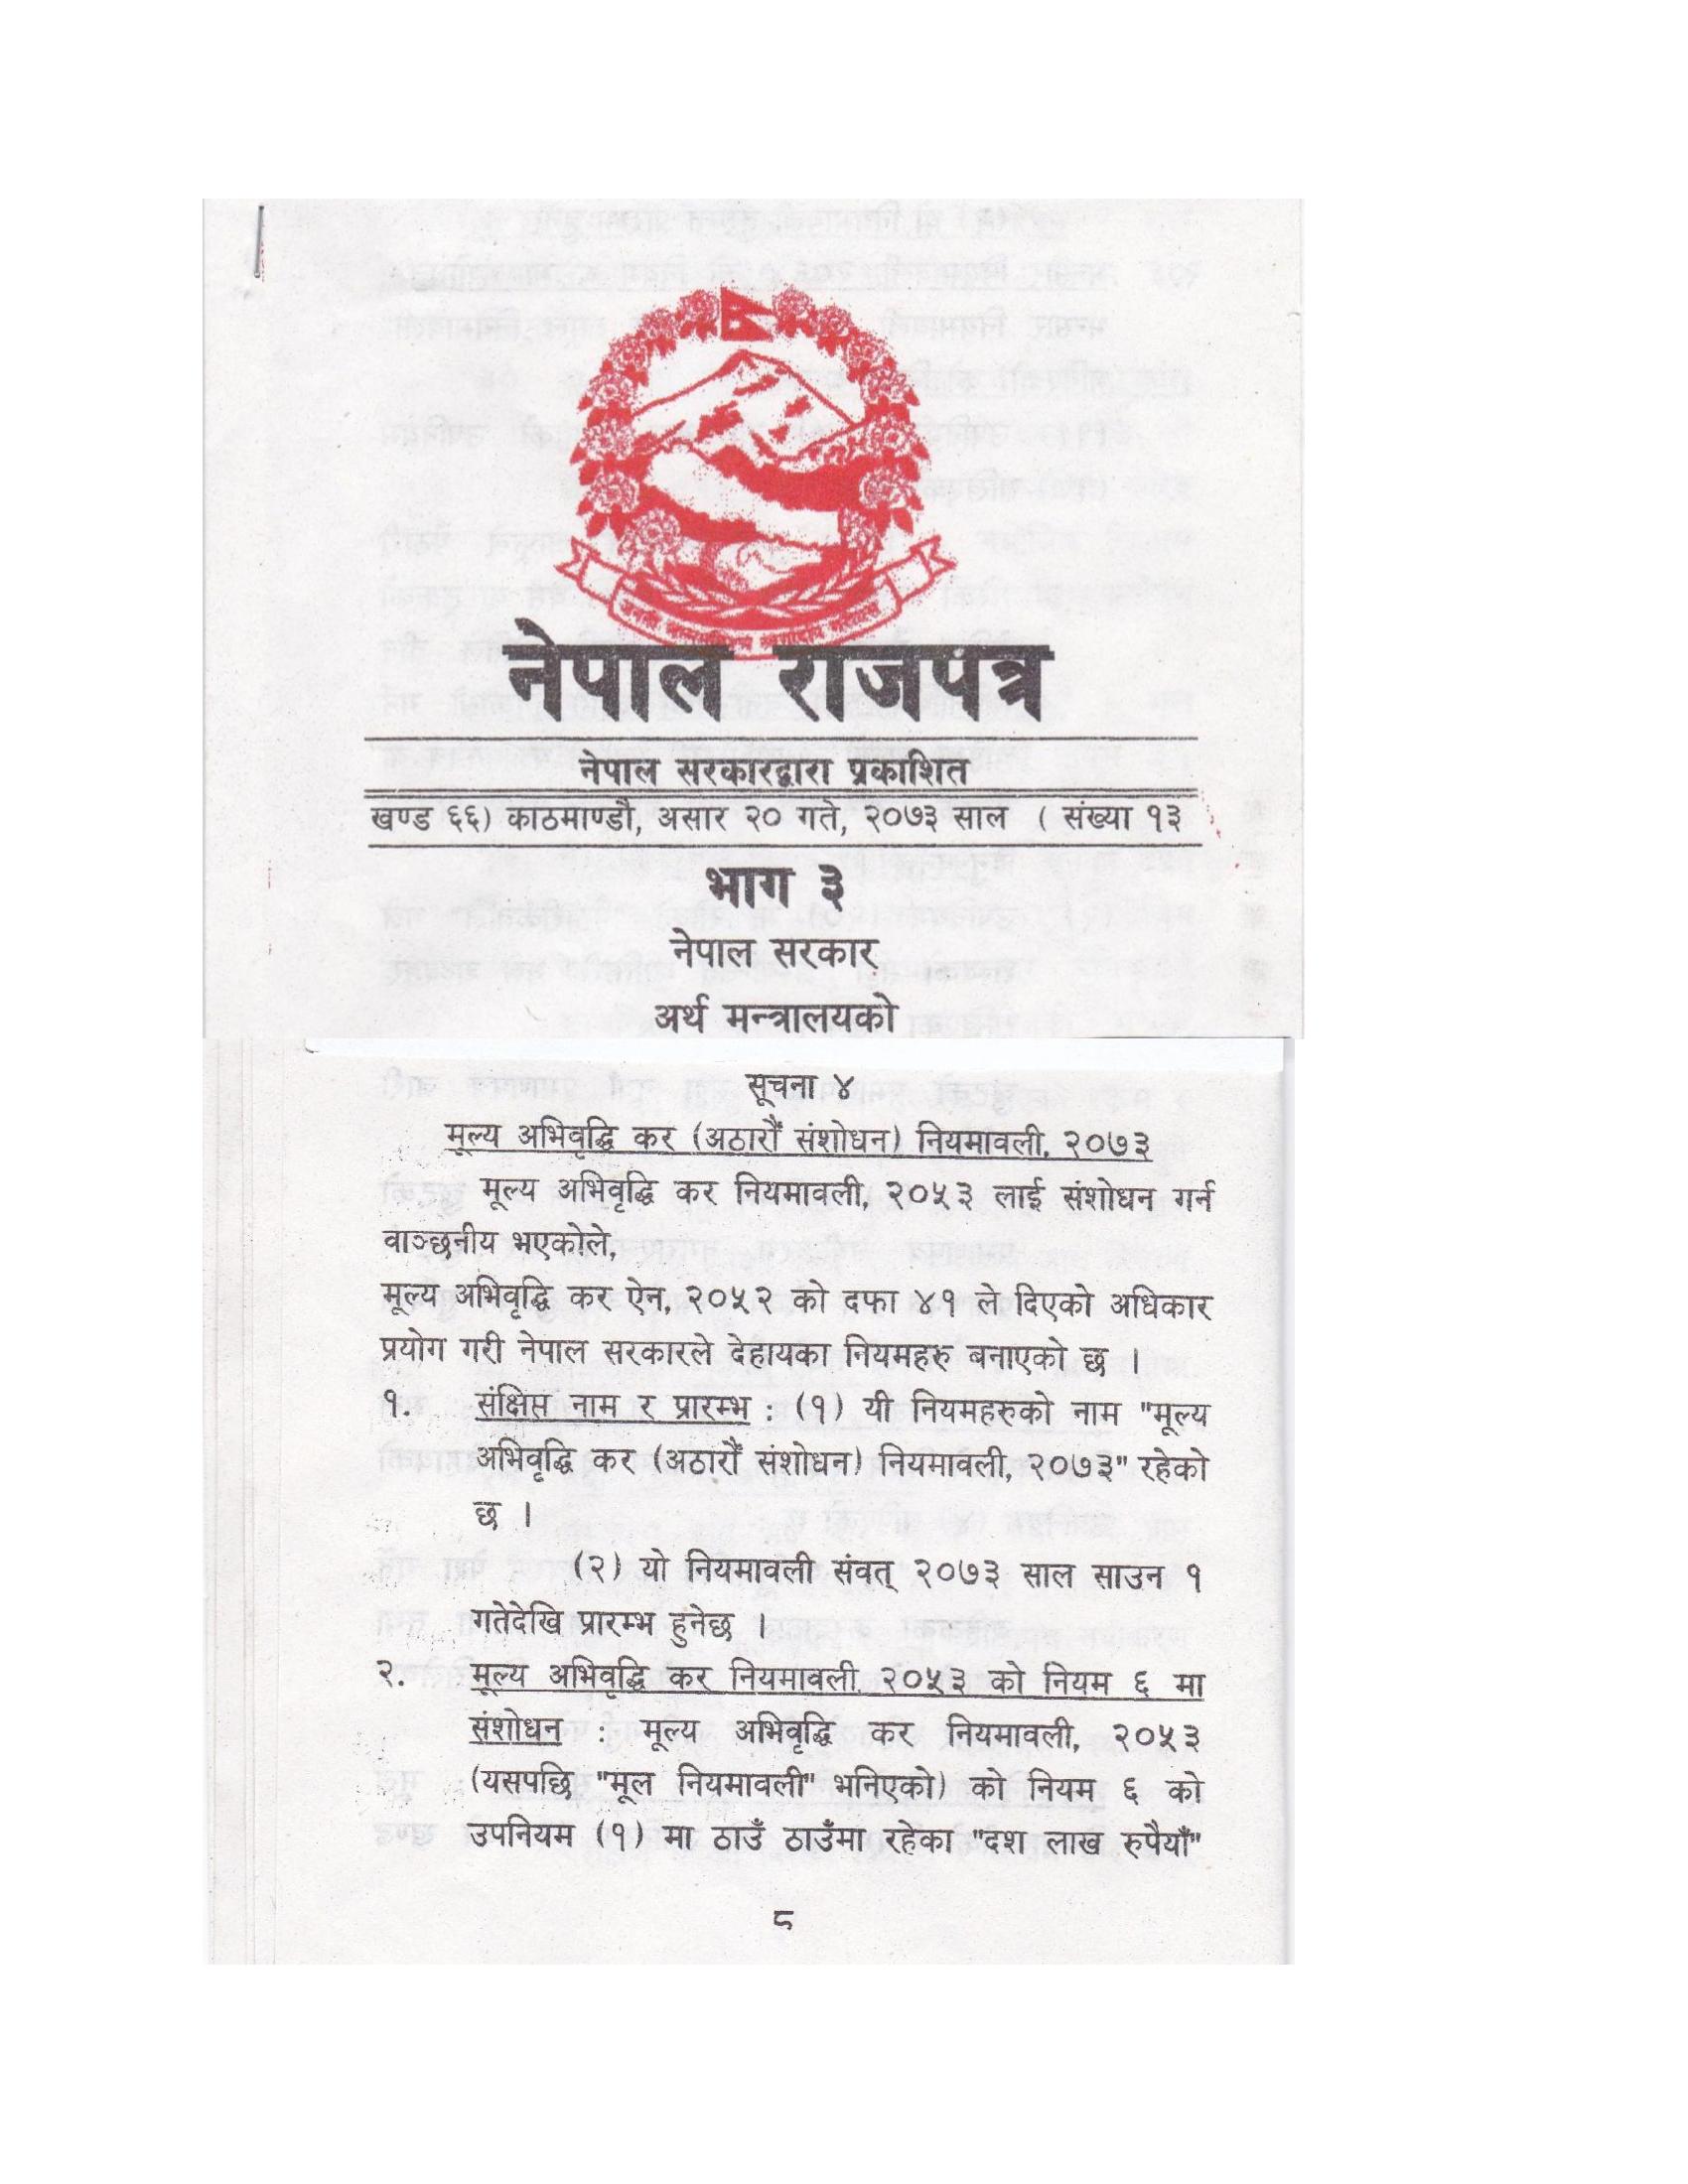 नेपाल राजपत्र
नेपाल सरकारद्वारा प्रकाशित
खण्ड ६६) काठमाण्डौ, असार २० गते, २०७३ साल ( संख्या १३
भाग ३
नेपाल सरकार
अर्थ मन्त्रालयको
सूचना ४
मूल्य अभिवृद्धि कर (अठारौं संशोधन) नियमावली, २०७३
मूल्य अभिवृद्धि कर नियमावली, २०५३ लाई संशोधन गर्न
वाञ्छनीय भएकोले,
मूल्य अभिवृद्धि कर ऐन, २०५२ को दफा ४१ ले दिएको अधिकार
प्रयोग गरी नेपाल सरकारले देहायका नियमहरु बनाएको छ ।
१. संक्षिप्त नाम र प्रारम्भ : (१) यी नियमहरुको नाम "मूल्य
अभिवृद्धि कर (अठारौं संशोधन) नियमावली, २०७३" रहेको
छ ।
(२) यो नियमावली संवत् २०७३ साल साउन १
गतेदेखि प्रारम्भ हुनेछ ।
२. मूल्य अभिवृद्धि कर नियमावली २०५३ को नियम ६ मा
संशोधन : मूल्य अभिवृद्धि कर नियमावली, २०५३
(यसपछि "मूल नियमावली" भनिएको) को नियम ६ को
उपनियम (१) मा ठाउँ ठाउँमा रहेका "दश लाख रुपैयाँ"
८